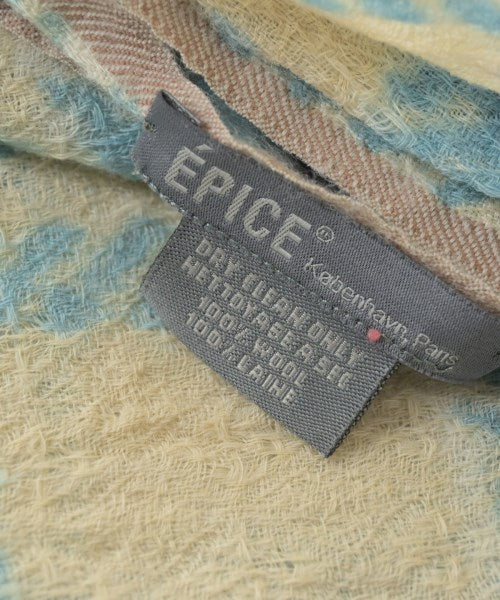 ÉPICE®
København, Paris
DRY CLEAN ONLY
NETTOYAGE A SEC
100% WOOL
100% LAINE